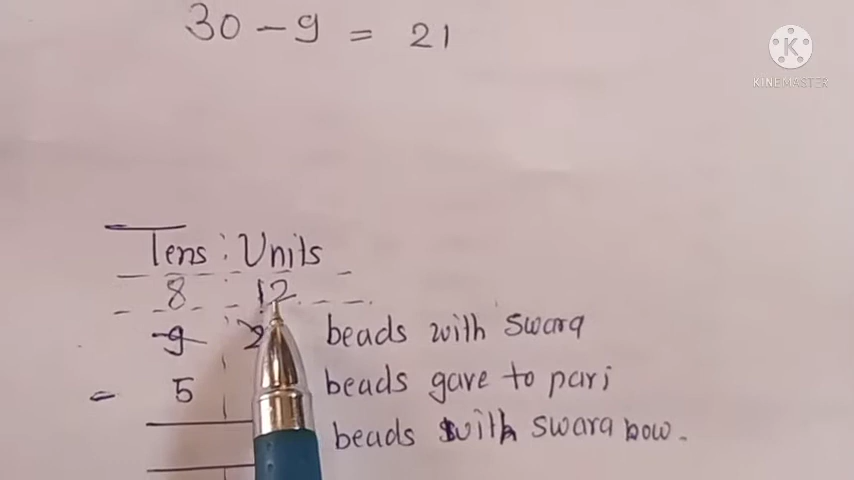 30 - 9 = 21
K
KINEMASTER
Tens Units
8 12
9 2 beads with swara
= 5 beads gave to pari
beads with swara now.